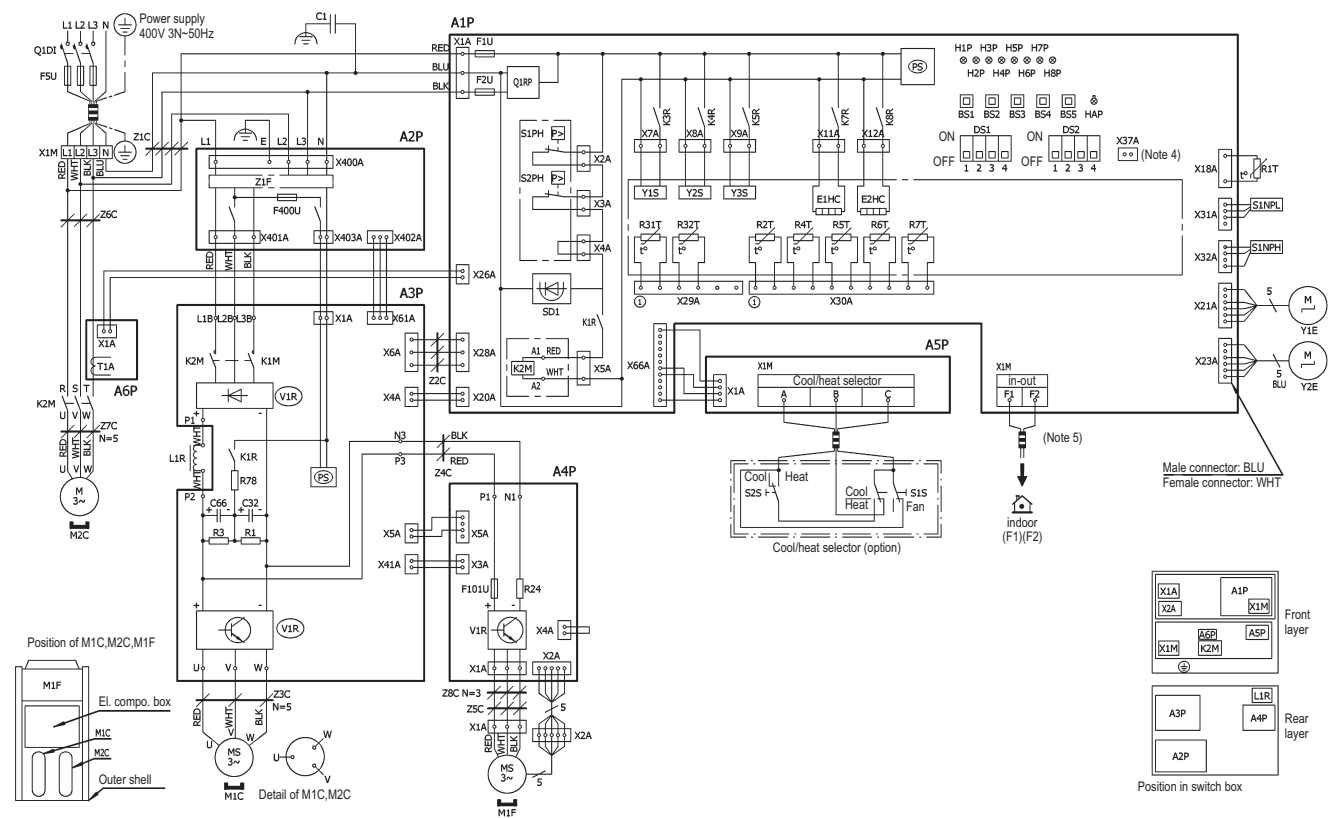 L1 L2 L3 N
Power supply
400V 3N~50Hz
Q1DI
F5U
Z1C
X1M
L1 L2 L3 N
RED
WHT
BLK
BLU
Z6C
C1
A1P
RED
BLU
BLK
X1A
F1U
F2U
Q1RP
PS
A2P
L1 E L2 L3 N
X400A
Z1F
F400U
X401A X403A X402A
RED
WHT
BLK
X26A
S1PH
P>
X2A
S2PH
P>
X3A
X4A
SD1
K1R
A1 RED
K2M
WHT
A2
X5A
K3R K4R K5R K7R K8R
X7A X8A X9A X11A X12A
Y1S Y2S Y3S
E1HC E2HC
R31T R32T R2T R4T R5T R6T R7T
t° t° t° t° t° t° t°
1 X29A 1 X30A
H1P H3P H5P H7P
H2P H4P H6P H8P
BS1 BS2 BS3 BS4 BS5 HAP
DS1 DS2
ON ON
OFF OFF
1 2 3 4 1 2 3 4
X37A
(Note 4)
X18A
t°
R1T
X31A
S1NPL
X32A
S1NPH
X21A
5
M
Y1E
X23A
5
BLU
M
Y2E
Male connector: BLU
Female connector: WHT
X66A
A5P
X1A
X1M
Cool/heat selector
A B C
X1M
in-out
F1 F2
(Note 5)
indoor
(F1)(F2)
Cool Heat
S2S
Cool
Heat
S1S
Fan
Cool/heat selector (option)
A3P
L1B L2B L3B
X1A
X61A
K2M K1M
X6A
Z2C
X28A
X4A
X20A
V1R
+ -
P1
WHT
L1R
WHT
P2
K1R
R78
PS
C66 C32
+ - + -
R3 R1
N3
BLK
P3
RED
Z4C
X5A
X41A
+ -
V1R
U V W
Z3C
N=5
RED
WHT
BLK
U V W
MS
3~
M1C
W
U
V
Detail of M1C,M2C
X1A
T1A
A6P
R S T
K2M
U V W
Z7C
N=5
RED
WHT
BLK
U V W
M
3~
M2C
A4P
P1 N1
X5A
X3A
F101U
R24
+ -
V1R
X4A
X1A
X2A
Z8C N=3
Z5C
5
X1A
X2A
RED
WHT
BLK
MS
3~
5
M1F
Position of M1C,M2C,M1F
M1F
El. compo. box
M1C
M2C
Outer shell
X1A
X2A
A1P
X1M
Front
layer
A6P
A5P
X1M
K2M
L1R
A3P
A4P
Rear
layer
A2P
Position in switch box